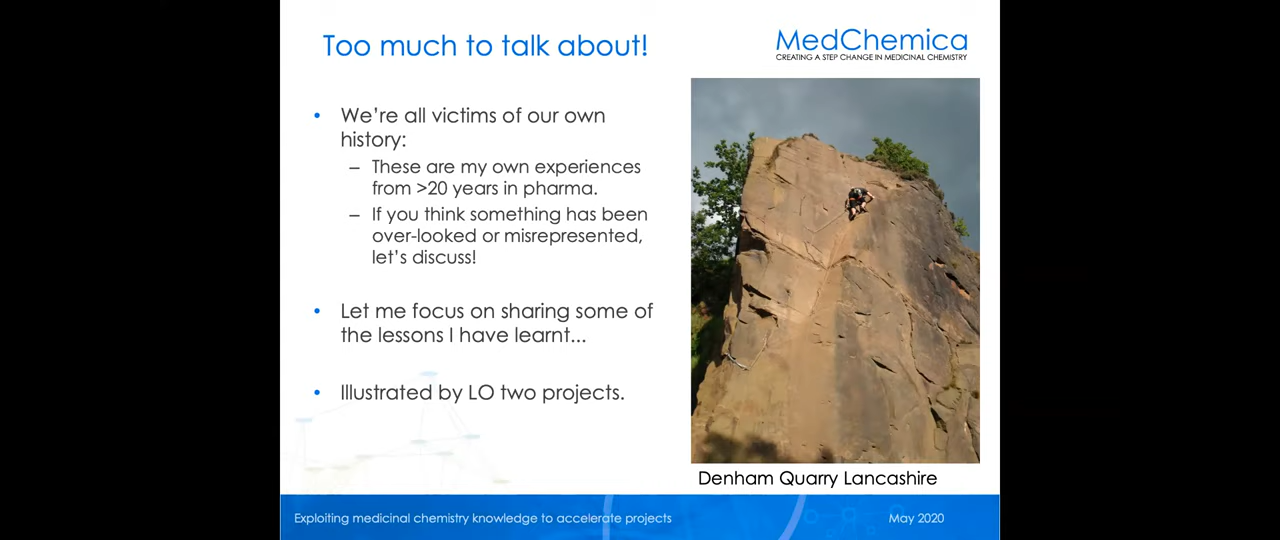 Too much to talk about!
MedChemica
CREATING A STEP CHANGE IN MEDICINAL CHEMISTRY
• We're all victims of our own
history:
– These are my own experiences
from >20 years in pharma.
– If you think something has been
over-looked or misrepresented,
let's discuss!
• Let me focus on sharing some of
the lessons I have learnt...
• Illustrated by LO two projects.
Denham Quarry Lancashire
Exploiting medicinal chemistry knowledge to accelerate projects
May 2020